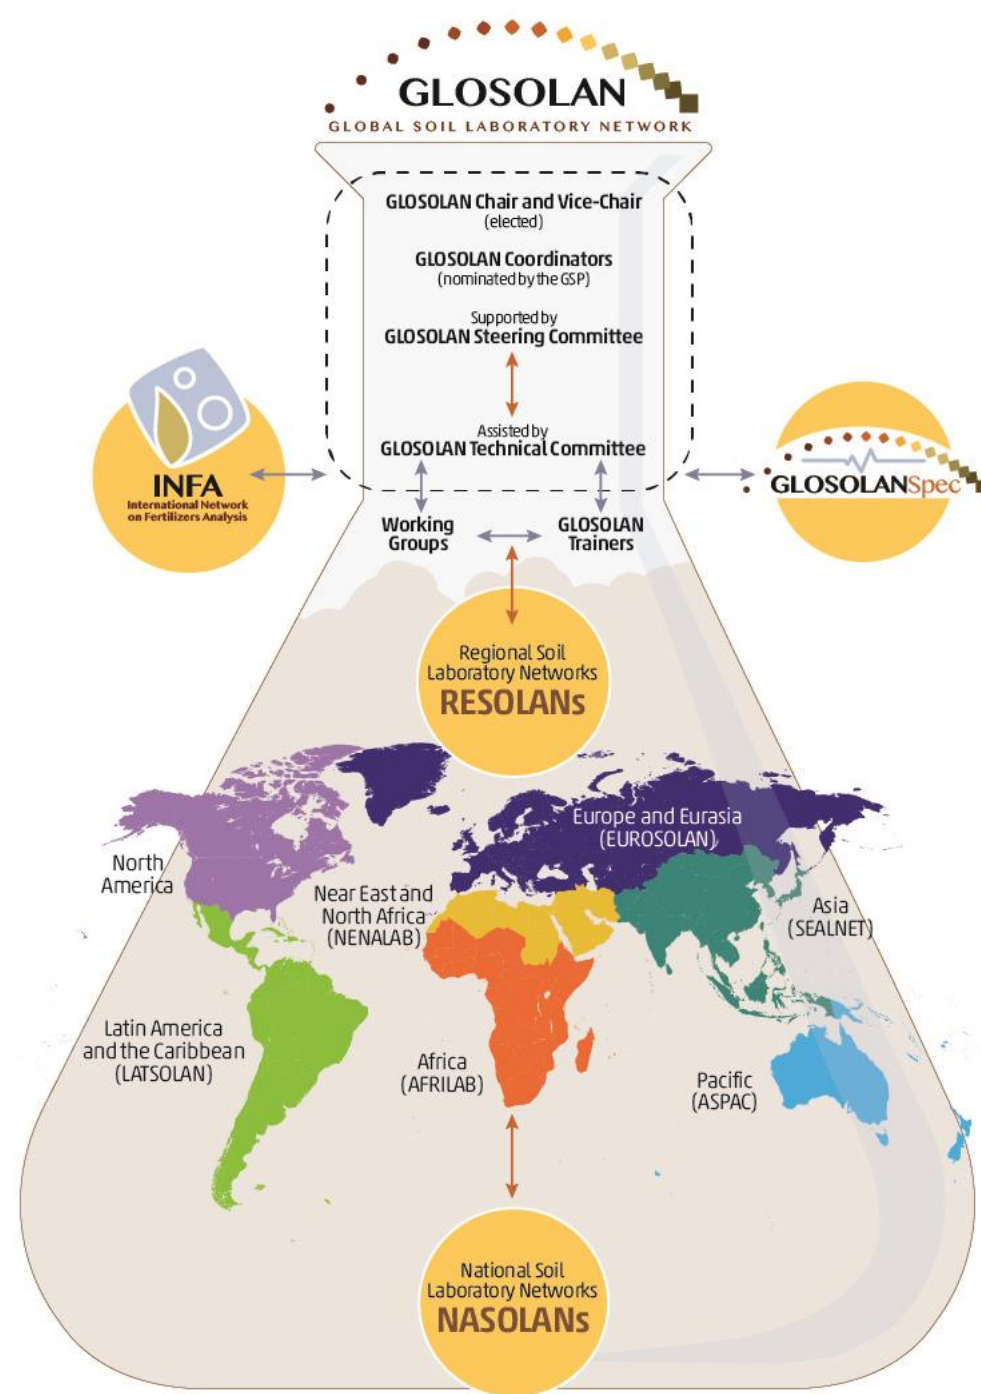 GLOSOLAN
GLOBAL SOIL LABORATORY NETWORK
GLOSOLAN Chair and Vice-Chair
(elected)
GLOSOLAN Coordinators
(nominated by the GSP)
Supported by
GLOSOLAN Steering Committee
Assisted by
GLOSOLAN Technical Committee
INFA
International Network
on Fertilizers Analysis
GLOSOLANSpec
Working
Groups
GLOSOLAN
Trainers
Regional Soil
Laboratory Networks
RESOLANs
Europe and Eurasia
(EUROSOLAN)
North
America
Near East and
North Africa
(NENALAB)
Asia
(SEALNET)
Latin America
and the Caribbean
(LATSOLAN)
Africa
(AFRILAB)
Pacific
(ASPAC)
National Soil
Laboratory Networks
NASOLANs